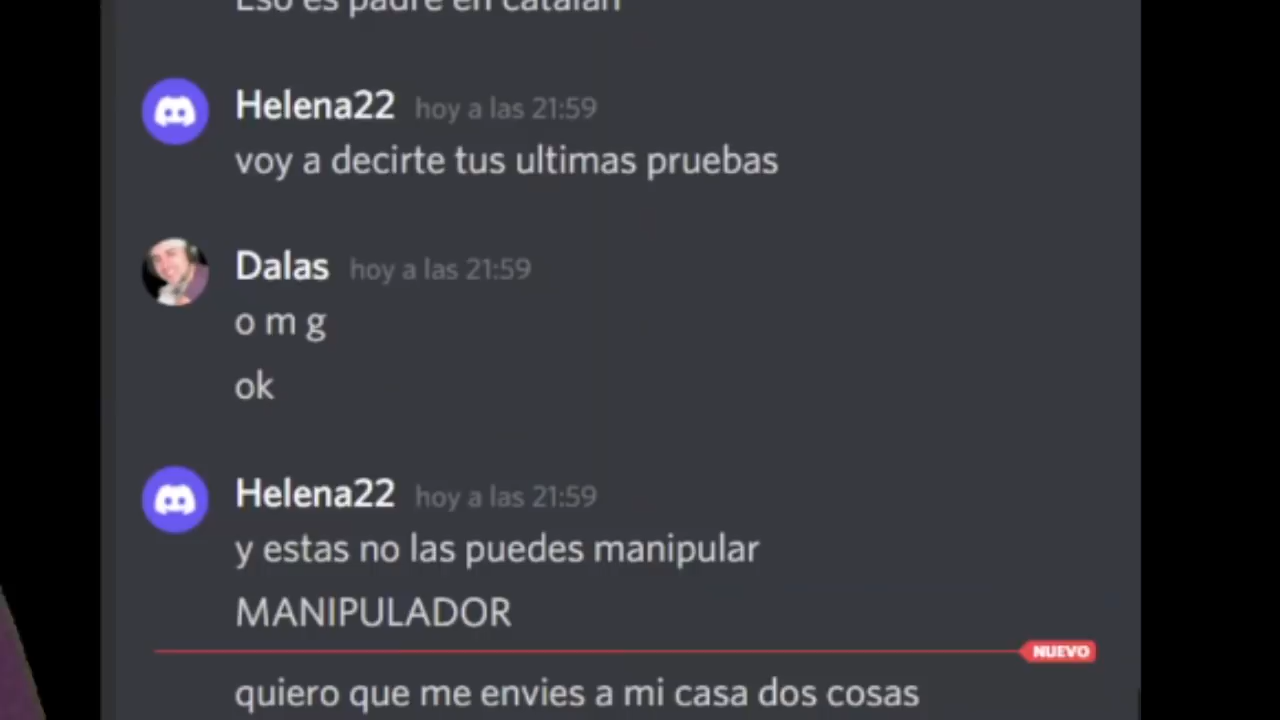 Eso es padre en catalán
Helena22 hoy a las 21:59
voy a decirte tus ultimas pruebas
Dalas hoy a las 21:59
o m g
ok
Helena22 hoy a las 21:59
y estas no las puedes manipular
MANIPULADOR
NUEVO
quiero que me envies a mi casa dos cosas